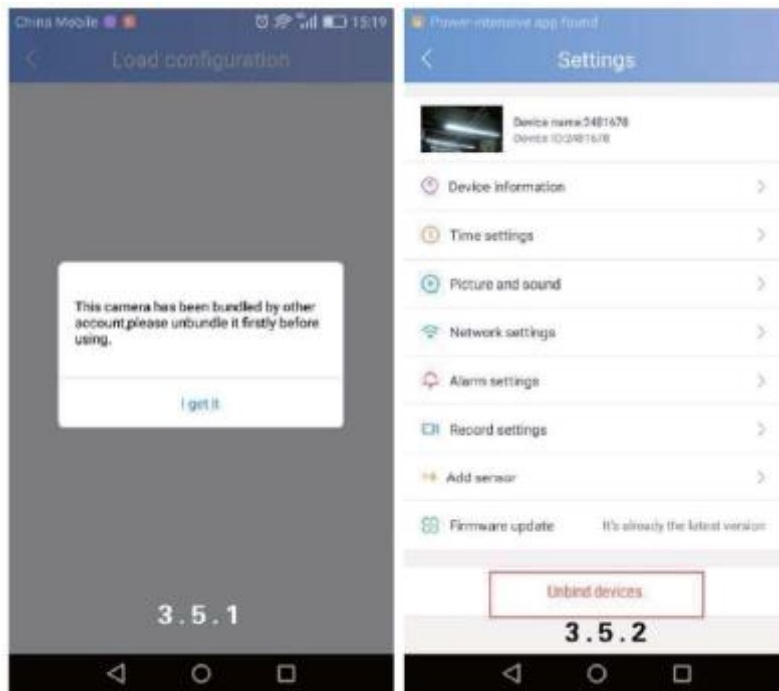 China Mobile 15:19
Load configuration
This camera has been bundled by other
account,please unbundle it firstly before
using.
I get it
3.5.1
Power-intensive app found
Settings
Device name:2481678
Device ID:2481678
Device information
Time settings
Picture and sound
Network settings
Alarm settings
Record settings
Add sensor
Firmware update It's already the latest version
Unbind devices
3.5.2